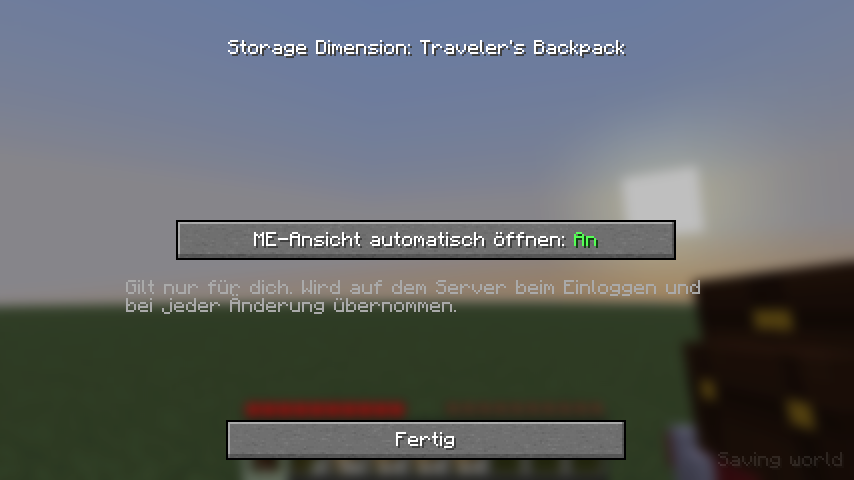 Storage Dimension: Traveler's Backpack
ME-Ansicht automatisch öffnen: An
Gilt nur für dich. Wird auf dem Server beim Einloggen und
bei jeder Änderung übernommen.
Fertig
Saving world